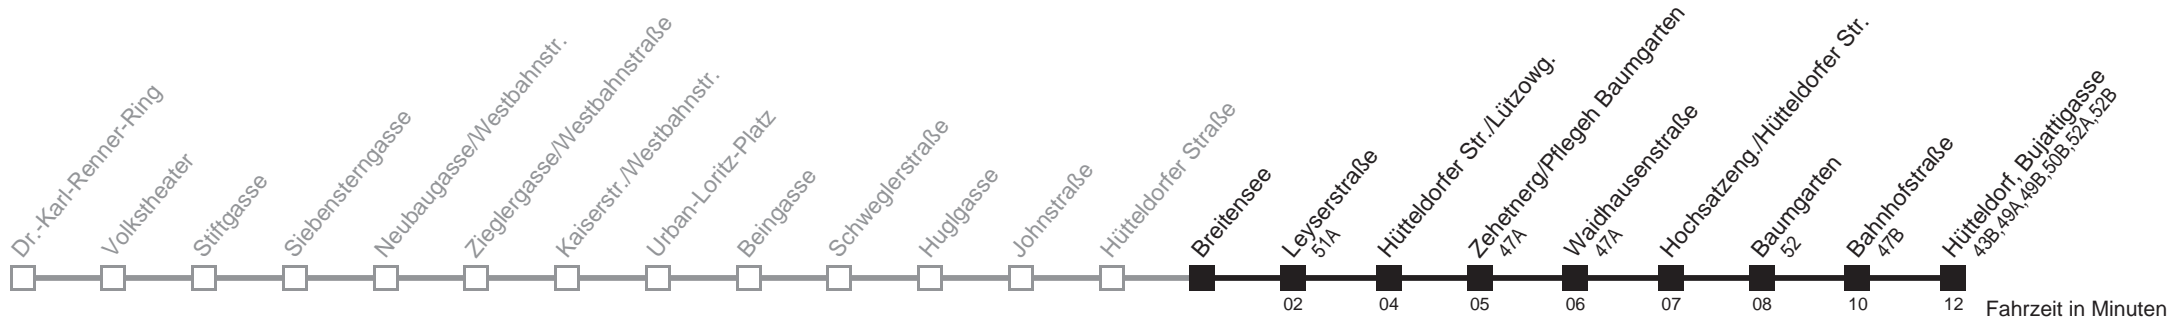 Dr.-Karl-Renner-Ring
Volkstheater
Stiftgasse
Siebensterngasse
Neubaugasse/Westbahnstr.
Zieglergasse/Westbahnstraße
Kaiserstr./Westbahnstr.
Urban-Loritz-Platz
Beingasse
Schweglerstraße
Huglgasse
Johnstraße
Hütteldorfer Straße
Breitensee
Leyserstraße
51A
Hütteldorfer Str./Lützowg.
Zehetnerg/Pflegeh Baumgarten
47A
Waidhausenstraße
47A
Hochsatzeng./Hütteldorfer Str.
Baumgarten
52
Bahnhofstraße
47B
Hütteldorf, Bujattigasse
43B,49A,49B,50B,52A,52B
02 04 05 06 07 08 10 12 Fahrzeit in Minuten